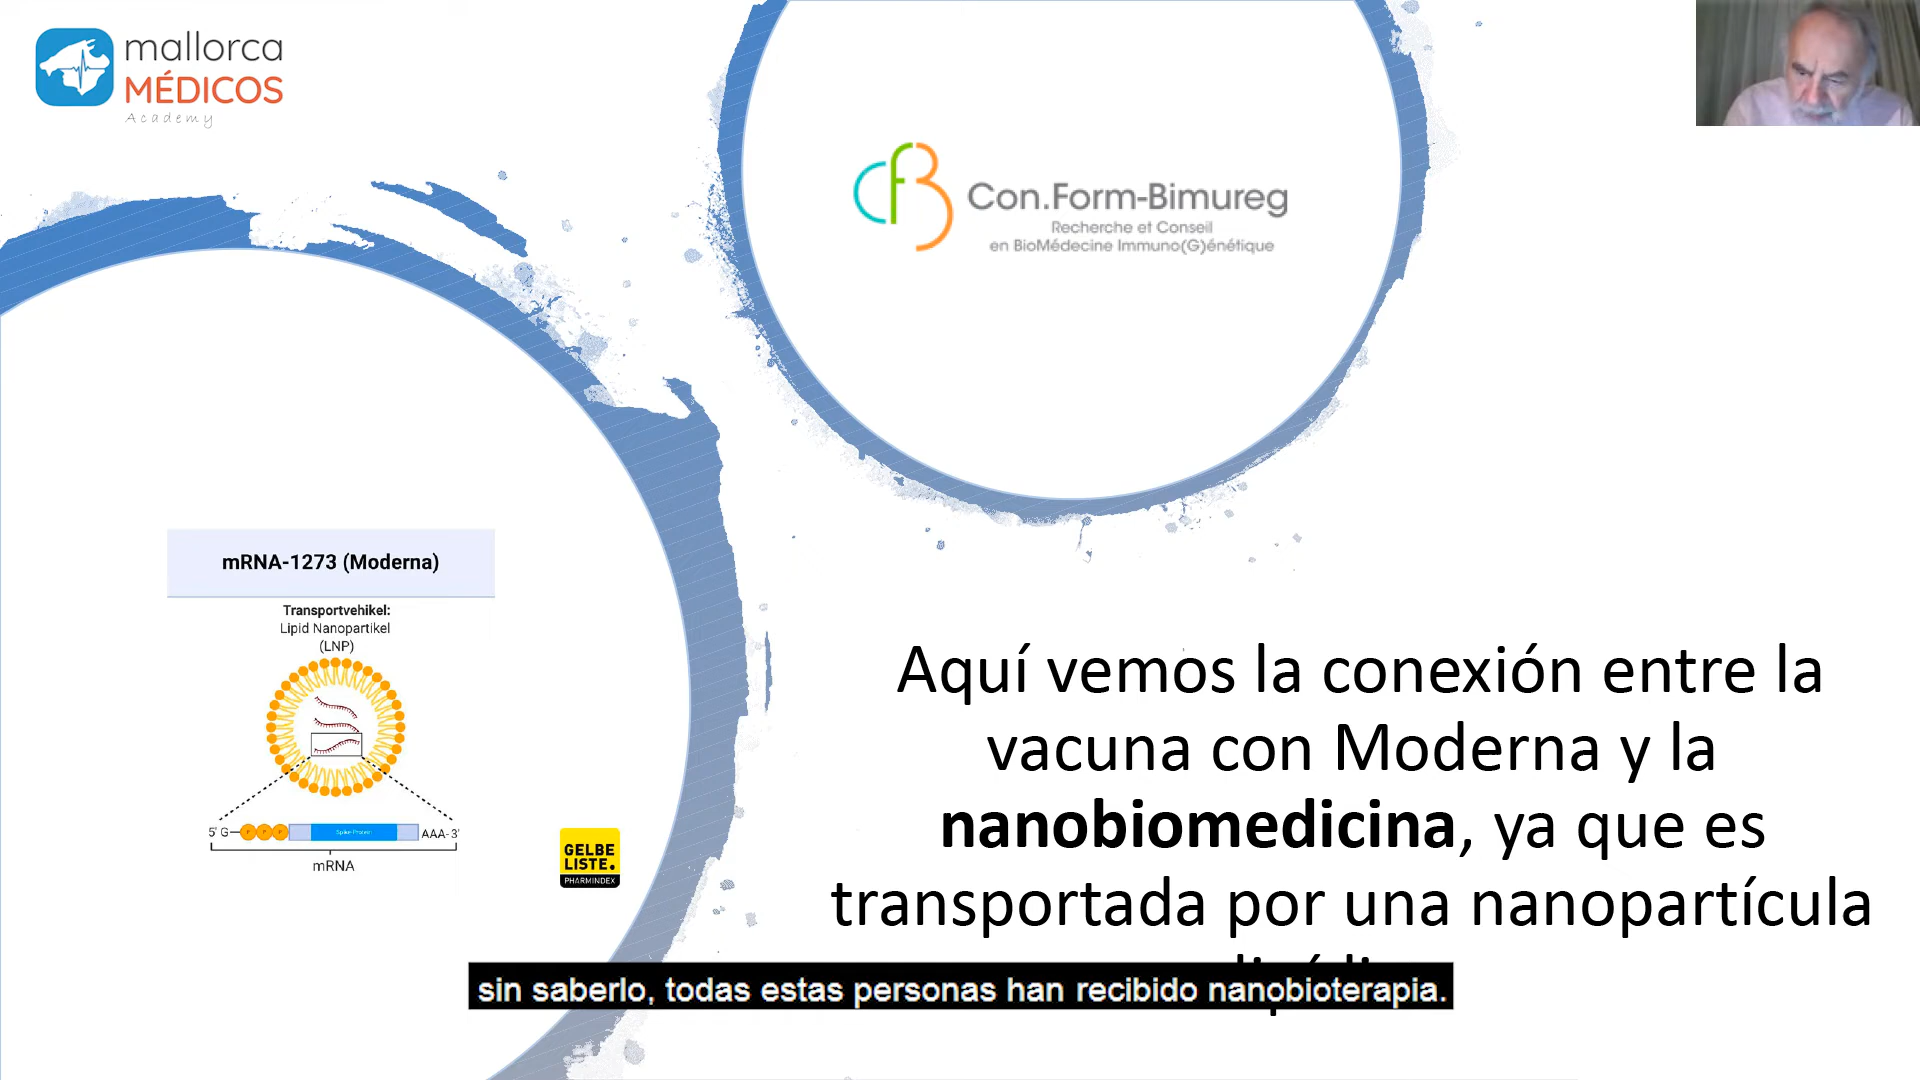 mallorca
MÉDICOS
Academy
Con.Form-Bimureg
Recherche et Conseil
en BioMédecine Immuno(G)énétique
mRNA-1273 (Moderna)
Transportvehikel:
Lipid Nanopartikel
(LNP)
5' G
P P P
Spike-Protein
AAA-3'
mRNA
GELBE
LISTE.
PHARMINDEX
Aquí vemos la conexión entre la
vacuna con Moderna y la
nanobiomedicina, ya que es
transportada por una nanopartícula
sin saberlo, todas estas personas han recibido nanobioterapia.